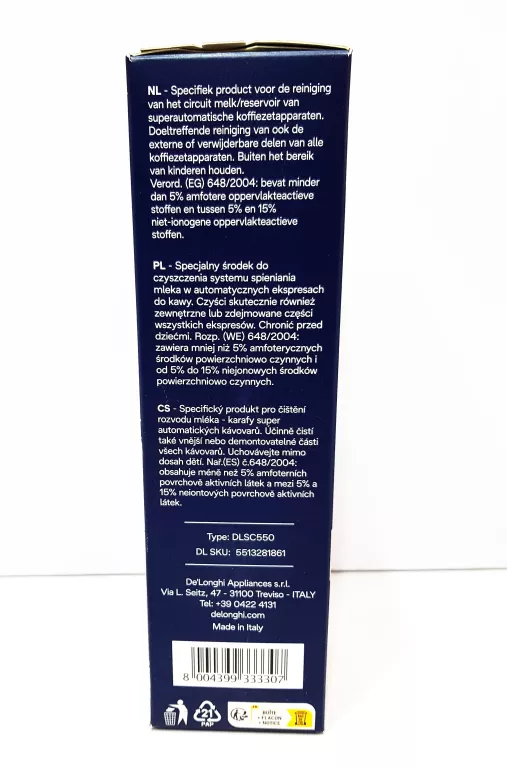 NL - Specifiek product voor de reiniging
van het circuit melk/reservoir van
superautomatische koffiezetapparaten.
Doeltreffende reiniging van ook de
externe of verwijderbare delen van alle
koffiezetapparaten. Buiten het bereik
van kinderen houden.
Verord. (EG) 648/2004: bevat minder
dan 5% amfotere oppervlakteactieve
stoffen en tussen 5% en 15%
niet-ionogene oppervlakteactieve
stoffen.
PL - Specjalny środek do
czyszczenia systemu spieniania
mleka w automatycznych ekspresach
do kawy. Czyści skutecznie również
zewnętrzne lub zdejmowane części
wszystkich ekspresów. Chronić przed
dziećmi. Rozp. (WE) 648/2004:
zawiera mniej niż 5% amfoterycznych
środków powierzchniowo czynnych i
od 5% do 15% niejonowych środków
powierzchniowo czynnych.
CS - Specifický produkt pro čištění
rozvodu mléka - karafy super
automatických kávovarů. Účinně čistí
také vnější nebo demontovatelné části
všech kávovarů. Uchovávejte mimo
dosah dětí. Nař.(ES) č.648/2004:
obsahuje méně než 5% amfoterních
povrchově aktivních látek a mezi 5% a
15% neiontových povrchově aktivních
látek.
Type: DLSC550
DL SKU: 5513281861
De'Longhi Appliances s.r.l.
Via L. Seitz, 47 - 31100 Treviso - ITALY
Tel: +39 0422 4131
delonghi.com
Made in Italy
8 004399 333307
21
PAP
FR
BOÎTE
+ FLACON
+ NOTICE